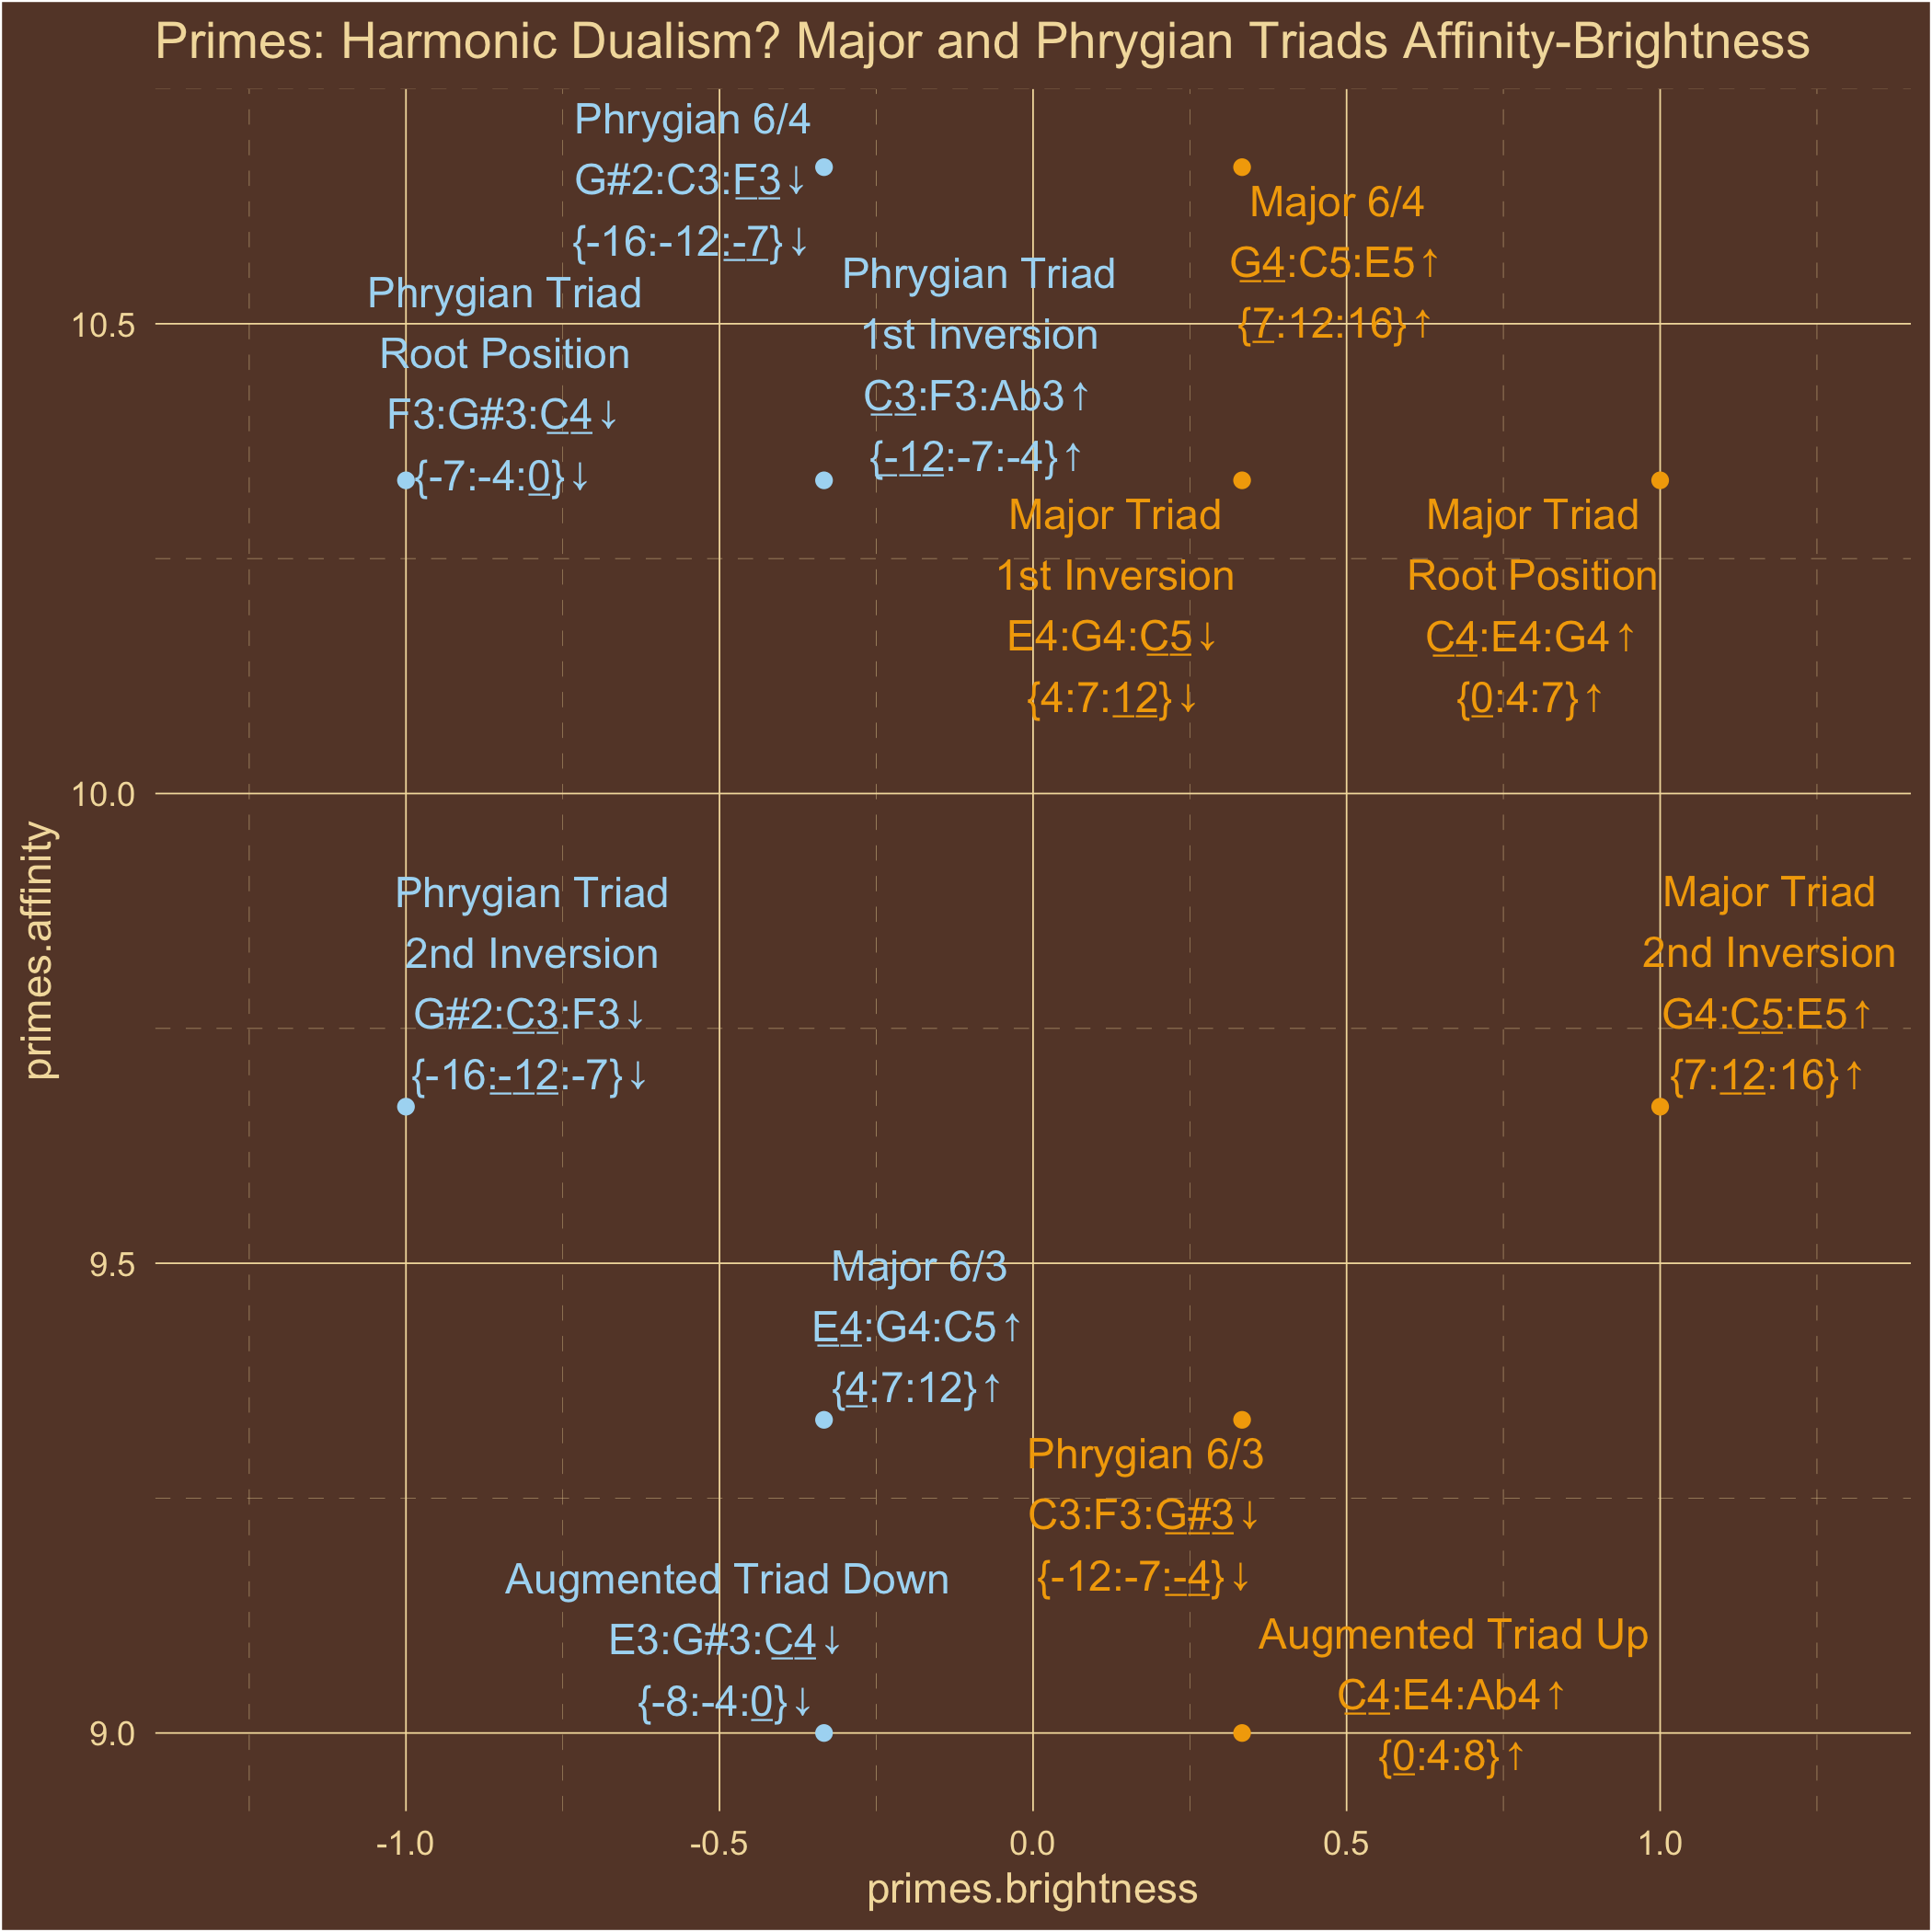 Primes: Harmonic Dualism? Major and Phrygian Triads Affinity-Brightness
primes.affinity
10.5
10.0
9.5
9.0
Phrygian 6/4
G#2:C3:F3↓
{-16:-12:-7}↓
Major 6/4
G4:C5:E5↑
{7:12:16}↑
Phrygian Triad
Root Position
F3:G#3:C4↓
{-7:-4:0}↓
Phrygian Triad
1st Inversion
C3:F3:Ab3↑
{-12:-7:-4}↑
Major Triad
1st Inversion
E4:G4:C5↓
{4:7:12}↓
Major Triad
Root Position
C4:E4:G4↑
{0:4:7}↑
Phrygian Triad
2nd Inversion
G#2:C3:F3↓
{-16:-12:-7}↓
Major Triad
2nd Inversion
G4:C5:E5↑
{7:12:16}↑
Major 6/3
E4:G4:C5↑
{4:7:12}↑
Phrygian 6/3
C3:F3:G#3↓
{-12:-7:-4}↓
Augmented Triad Down
E3:G#3:C4↓
{-8:-4:0}↓
Augmented Triad Up
C4:E4:Ab4↑
{0:4:8}↑
-1.0
-0.5
0.0
0.5
1.0
primes.brightness